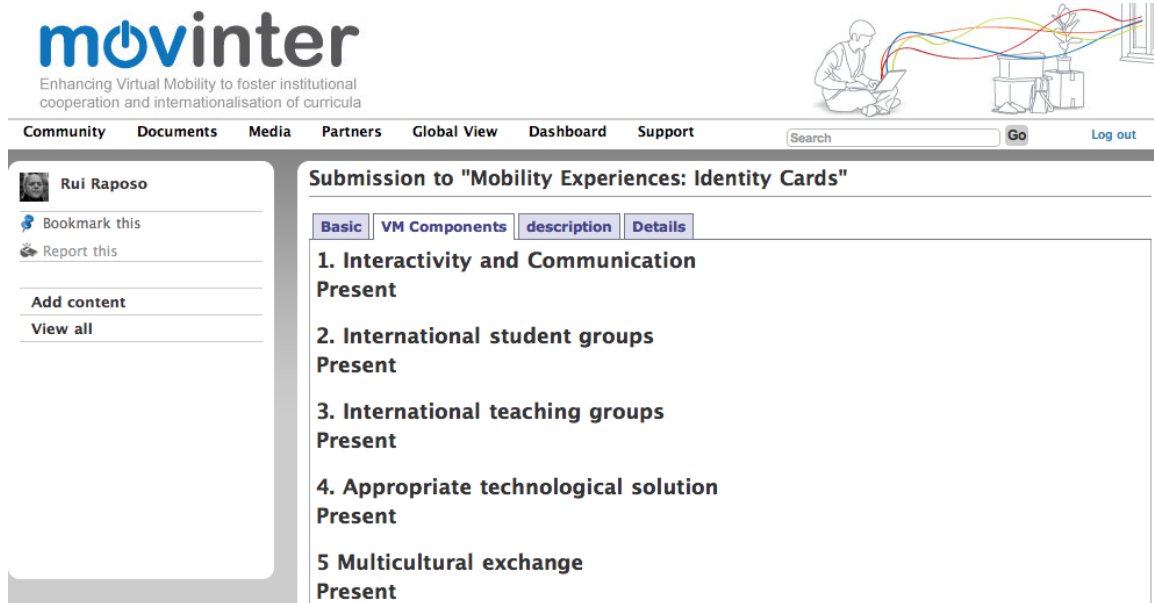 movinter
Enhancing Virtual Mobility to foster institutional
cooperation and internationalisation of curricula
Community Documents Media Partners Global View Dashboard Support Search Go Log out
Rui Raposo
Bookmark this
Report this
Add content
View all
Submission to "Mobility Experiences: Identity Cards"
Basic VM Components description Details
1. Interactivity and Communication
Present
2. International student groups
Present
3. International teaching groups
Present
4. Appropriate technological solution
Present
5 Multicultural exchange
Present